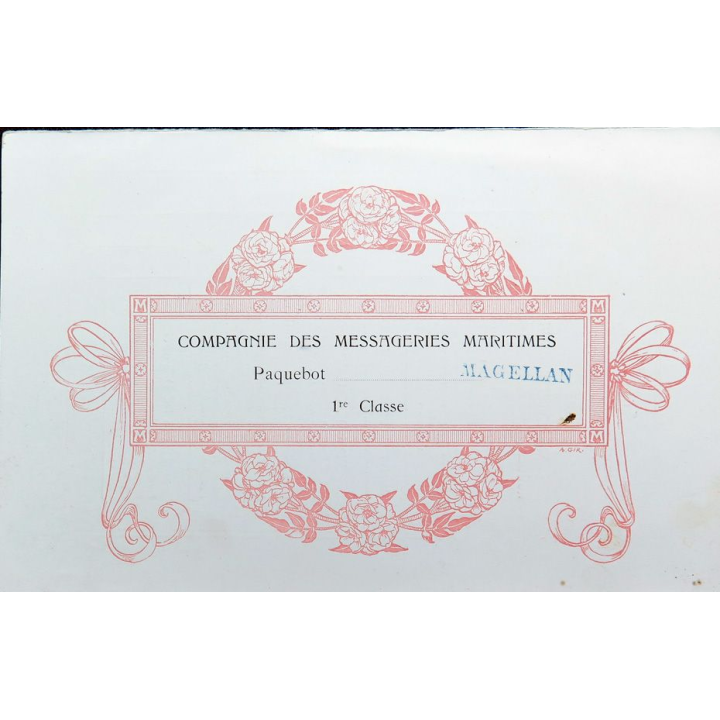 M M
COMPAGNIE DES MESSAGERIES MARITIMES
Paquebot MAGELLAN
1re Classe
M M